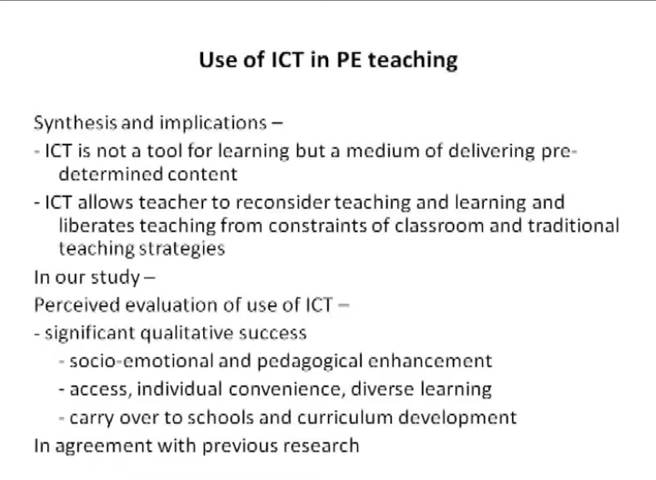 Use of ICT in PE teaching
Synthesis and implications –
- ICT is not a tool for learning but a medium of delivering pre-
determined content
- ICT allows teacher to reconsider teaching and learning and
liberates teaching from constraints of classroom and traditional
teaching strategies
In our study –
Perceived evaluation of use of ICT –
- significant qualitative success
- socio-emotional and pedagogical enhancement
- access, individual convenience, diverse learning
- carry over to schools and curriculum development
In agreement with previous research